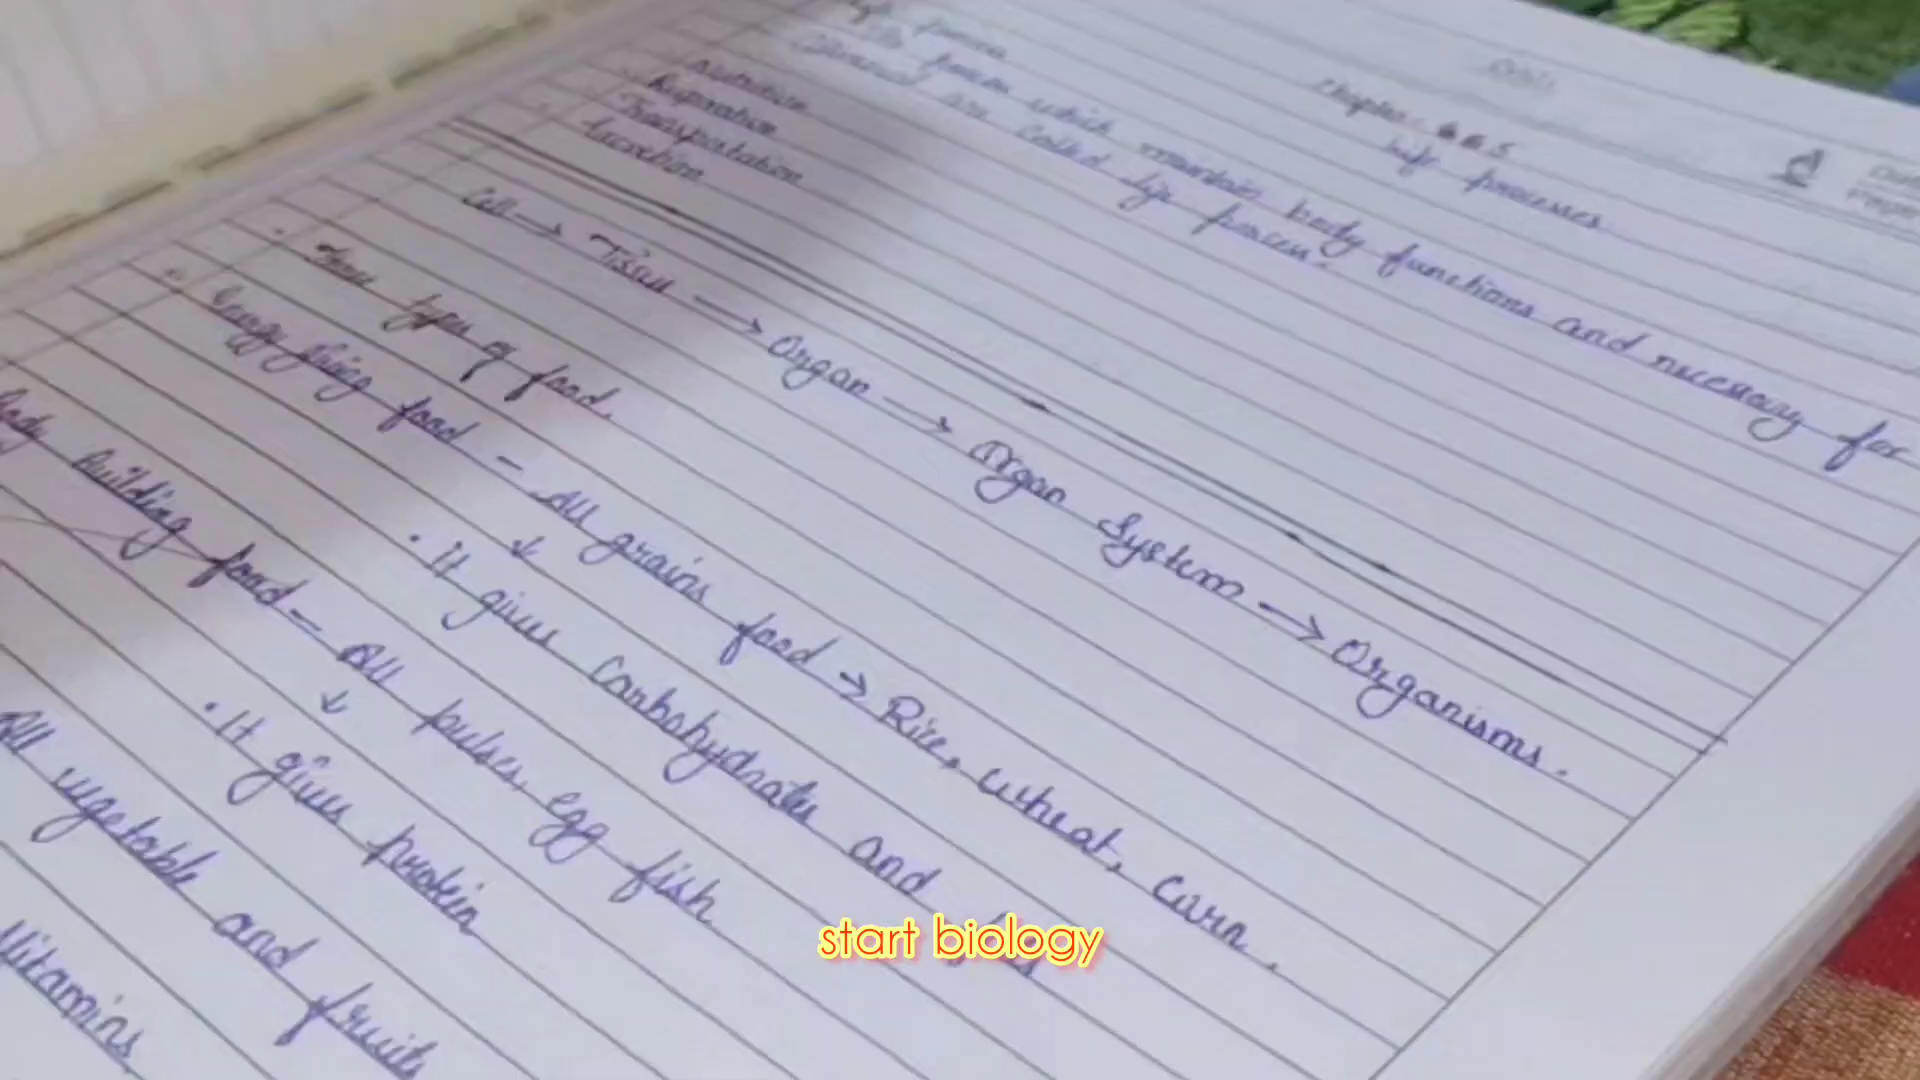 Chapter:
Life processes
The process which maintain body functions and necessary for
survival are called life process.
Nutrition
Respiration
Transportation
Excretion
Cell → Tissue → Organ → Organ System → Organisms.
Three types of food.
Energy giving food - All grains food → Rice, Wheat, Corn.
↓
• It gives Carbohydrates and fats
Body building food - All pulses, egg fish
↓
• It gives protein
All vegetable and fruits
Vitamins
start biology